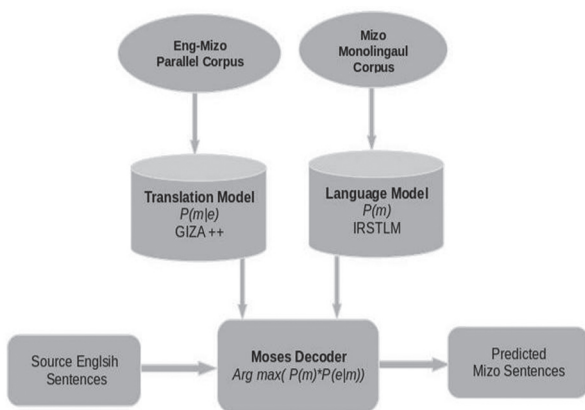 Eng-Mizo
Parallel Corpus
Mizo
Monolingaul
Corpus
Translation Model
P(m|e)
GIZA ++
Language Model
P(m)
IRSTLM
Source Englsih
Sentences
Moses Decoder
Arg max( P(m)*P(e|m))
Predicted
Mizo Sentences